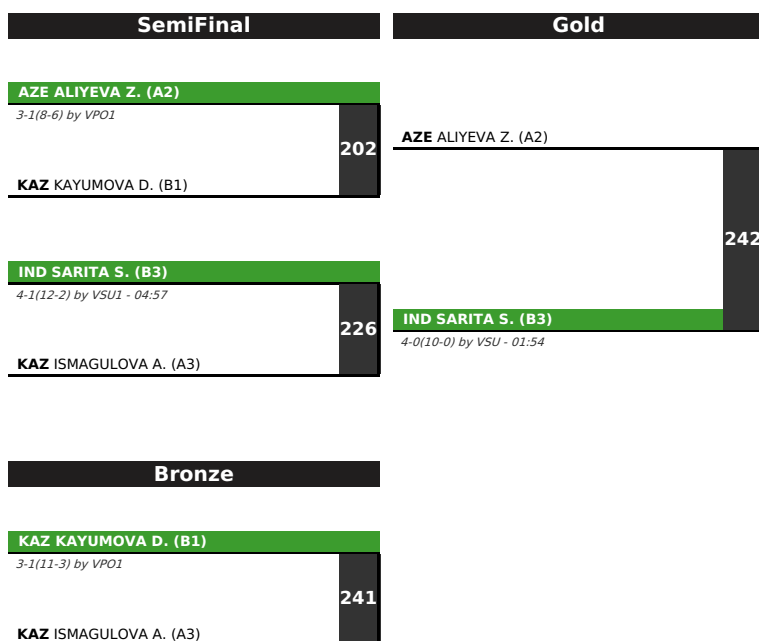 SemiFinal
AZE ALIYEVA Z. (A2)
3-1(8-6) by VPO1
202
KAZ KAYUMOVA D. (B1)
IND SARITA S. (B3)
4-1(12-2) by VSU1 - 04:57
226
KAZ ISMAGULOVA A. (A3)
Gold
AZE ALIYEVA Z. (A2)
242
IND SARITA S. (B3)
4-0(10-0) by VSU - 01:54
Bronze
KAZ KAYUMOVA D. (B1)
3-1(11-3) by VPO1
241
KAZ ISMAGULOVA A. (A3)